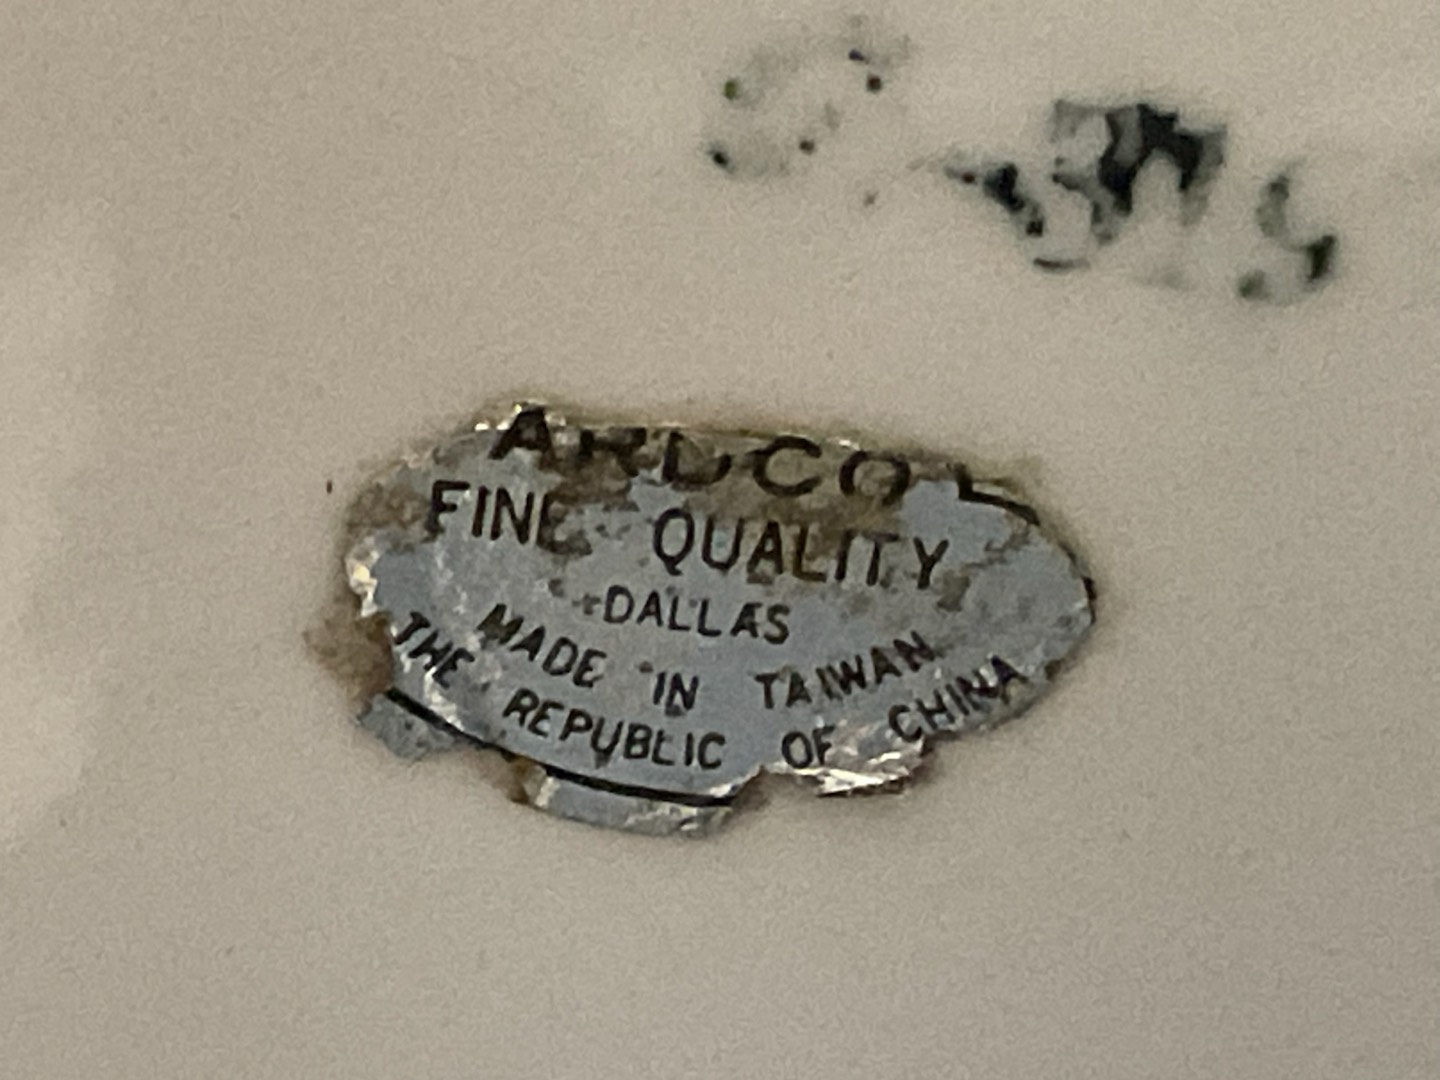 ARDCO
FINE QUALITY
DALLAS
MADE IN TAIWAN
THE REPUBLIC OF CHINA